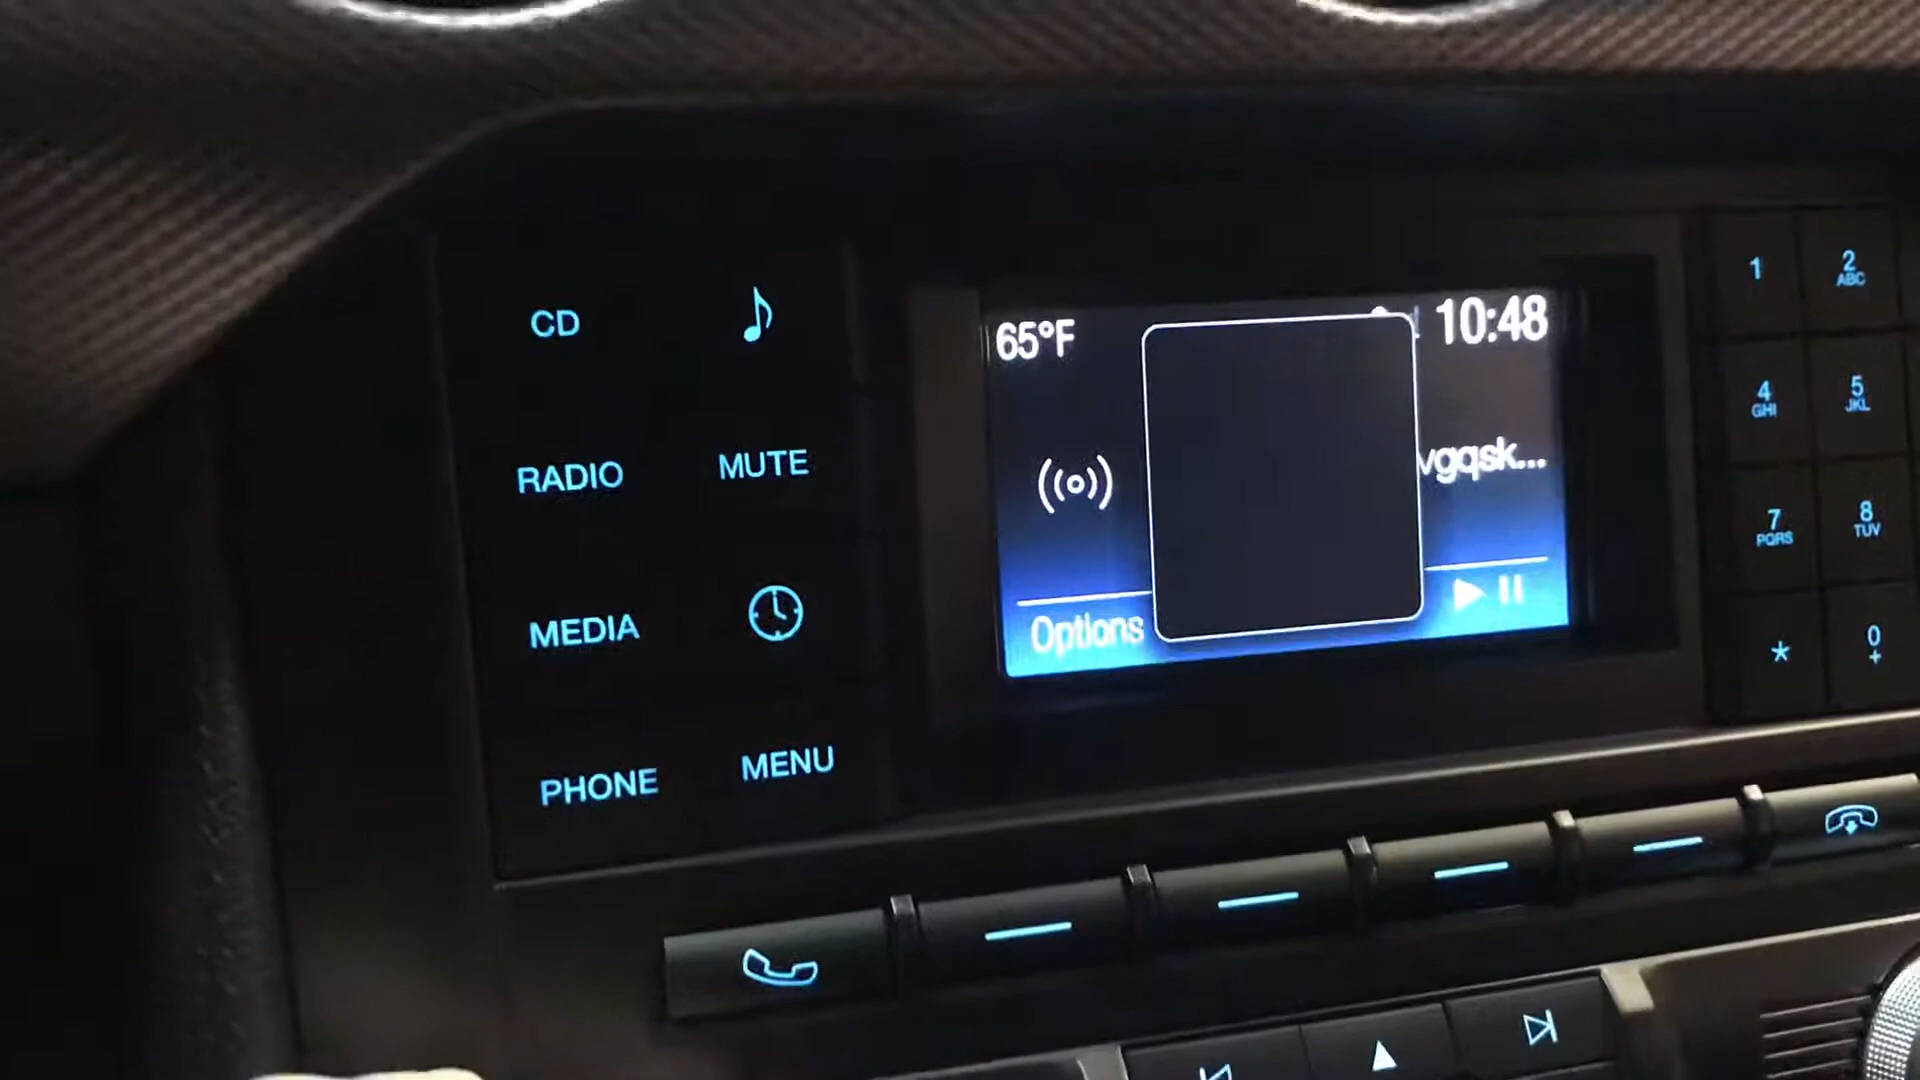 CD
RADIO
MUTE
MEDIA
PHONE
MENU
65°F
10:48
vgqsk...
Options
1
2
ABC
4
GHI
5
JKL
7
PQRS
8
TUV
*
0
+